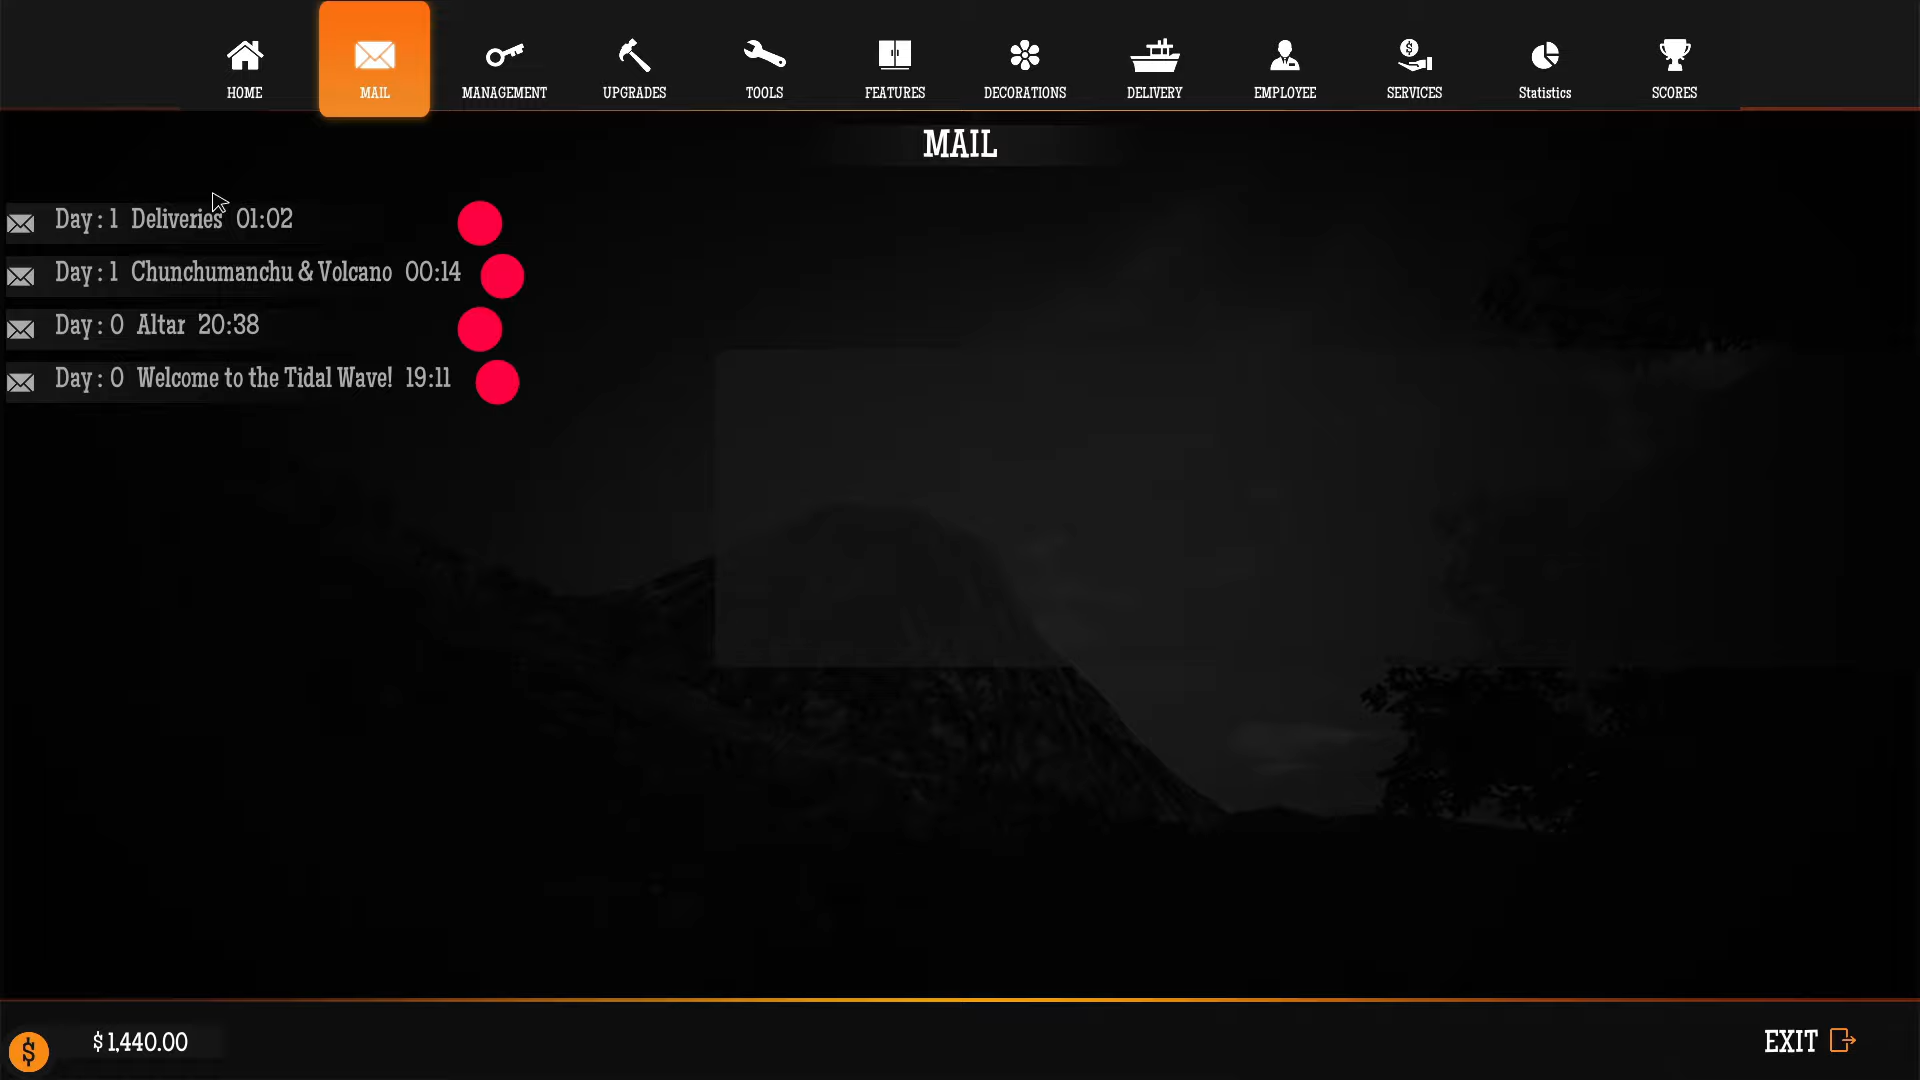 HOME MAIL MANAGEMENT UPGRADES TOOLS FEATURES DECORATIONS DELIVERY EMPLOYEE SERVICES Statistics SCORES
MAIL
Day : 1 Deliveries 01:02
Day : 1 Chunchumanchu & Volcano 00:14
Day : 0 Altar 20:38
Day : 0 Welcome to the Tidal Wave! 19:11
$ 1,440.00
EXIT